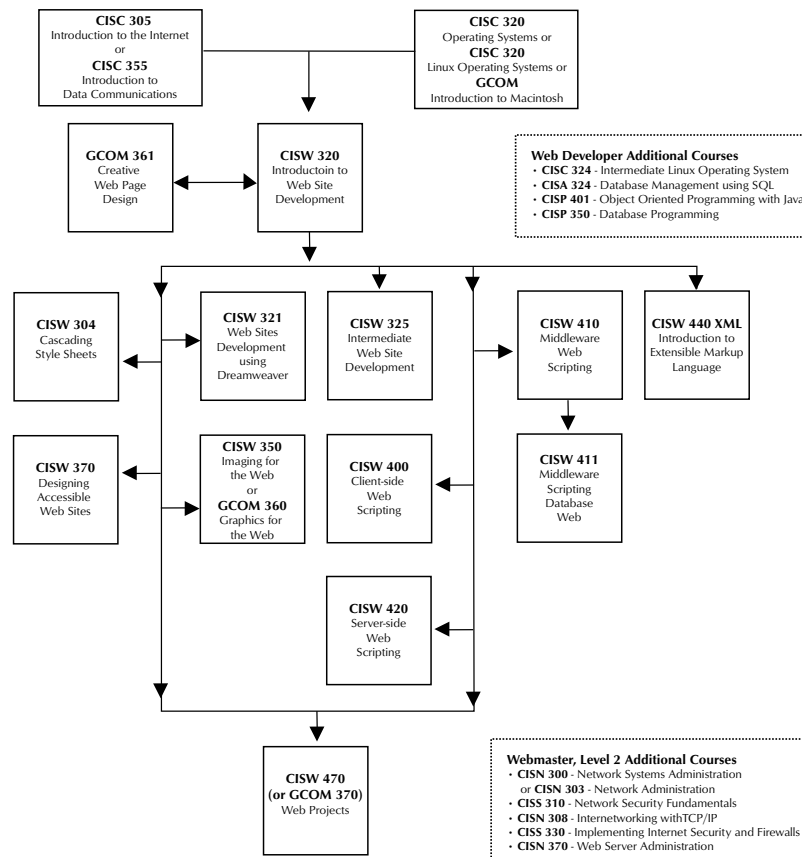 CISC 305
Introduction to the Internet
or
CISC 355
Introduction to
Data Communications
CISC 320
Operating Systems or
CISC 320
Linux Operating Systems or
GCOM
Introduction to Macintosh
GCOM 361
Creative
Web Page
Design
CISW 320
Introductoin to
Web Site
Development
Web Developer Additional Courses
• CISC 324 - Intermediate Linux Operating System
• CISA 324 - Database Management using SQL
• CISP 401 - Object Oriented Programming with Java
• CISP 350 - Database Programming
CISW 304
Cascading
Style Sheets
CISW 321
Web Sites
Development
using
Dreamweaver
CISW 325
Intermediate
Web Site
Development
CISW 410
Middleware
Web
Scripting
CISW 440 XML
Introduction to
Extensible Markup
Language
CISW 370
Designing
Accessible
Web Sites
CISW 350
Imaging for
the Web
or
GCOM 360
Graphics for
the Web
CISW 400
Client-side
Web
Scripting
CISW 411
Middleware
Scripting
Database
Web
CISW 420
Server-side
Web
Scripting
CISW 470
(or GCOM 370)
Web Projects
Webmaster, Level 2 Additional Courses
• CISN 300 - Network Systems Administration
or CISN 303 - Network Administration
• CISS 310 - Network Security Fundamentals
• CISN 308 - Internetworking withTCP/IP
• CISS 330 - Implementing Internet Security and Firewalls
• CISN 370 - Web Server Administration